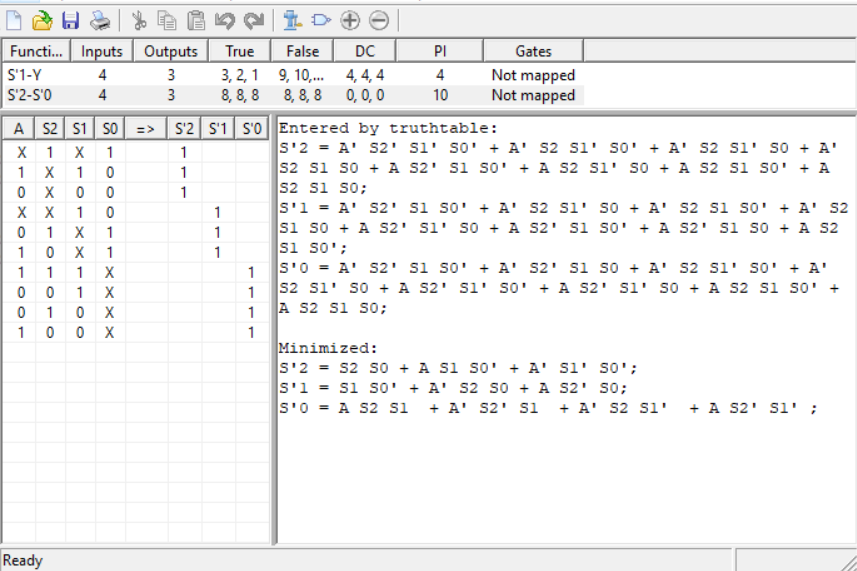 Functi... Inputs Outputs True False DC PI Gates
S'1-Y 4 3 3, 2, 1 9, 10,... 4, 4, 4 4 Not mapped
S'2-S'0 4 3 8, 8, 8 8, 8, 8 0, 0, 0 10 Not mapped
A S2 S1 S0 => S'2 S'1 S'0
X 1 X 1 1
1 X 1 0 1
0 X 0 0 1
X X 1 0 1
0 1 X 1 1
1 0 X 1 1
1 1 1 X 1
0 0 1 X 1
0 1 0 X 1
1 0 0 X 1
Entered by truthtable:
S'2 = A' S2' S1' S0' + A' S2 S1' S0' + A' S2 S1' S0 + A'
S2 S1 S0 + A S2' S1 S0' + A S2 S1' S0 + A S2 S1 S0' + A
S2 S1 S0;
S'1 = A' S2' S1 S0' + A' S2 S1' S0 + A' S2 S1 S0' + A' S2
S1 S0 + A S2' S1' S0 + A S2' S1 S0' + A S2' S1 S0 + A S2
S1 S0';
S'0 = A' S2' S1 S0' + A' S2' S1 S0 + A' S2 S1' S0' + A'
S2 S1' S0 + A S2' S1' S0' + A S2' S1' S0 + A S2 S1 S0' +
A S2 S1 S0;
Minimized:
S'2 = S2 S0 + A S1 S0' + A' S1' S0';
S'1 = S1 S0' + A' S2 S0 + A S2' S0;
S'0 = A S2 S1  + A' S2' S1  + A' S2 S1'  + A S2' S1' ;
Ready